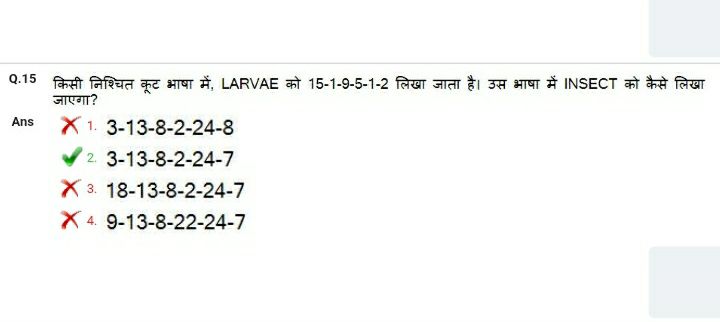 Q.15 किसी निश्चित कूट भाषा में, LARVAE को 15-1-9-5-1-2 लिखा जाता है। उस भाषा में INSECT को कैसे लिखा
जाएगा?
Ans 1. 3-13-8-2-24-8
2. 3-13-8-2-24-7
3. 18-13-8-2-24-7
4. 9-13-8-22-24-7